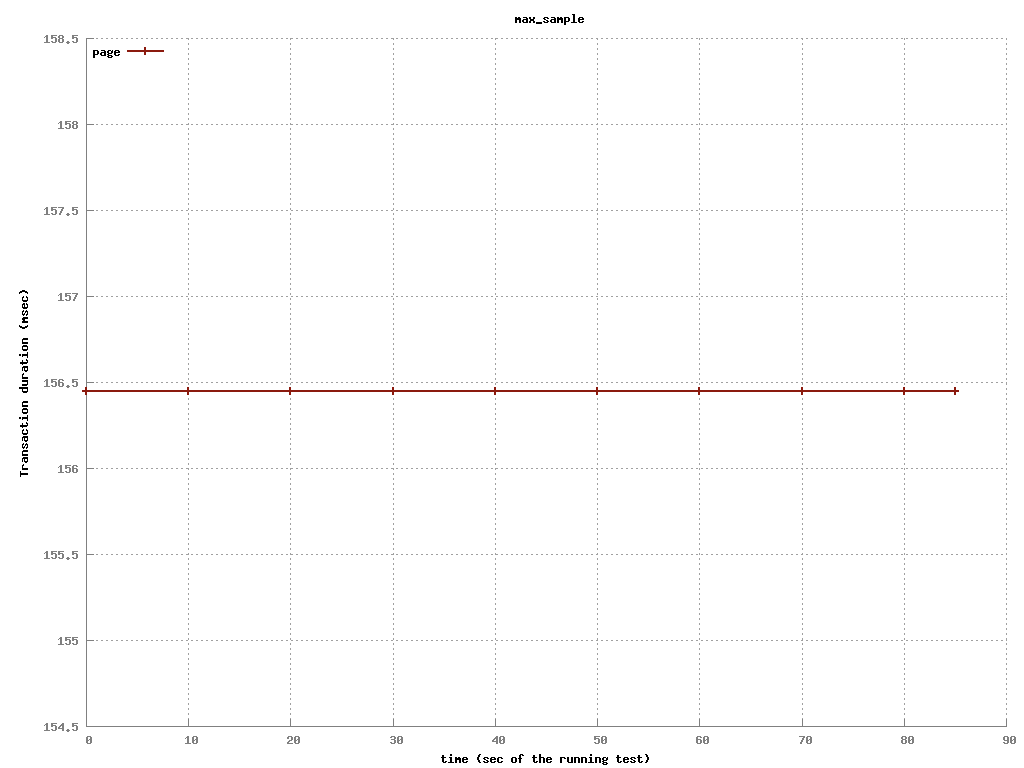 max_sample
158.5
page
158
157.5
157
156.5
156
155.5
155
154.5
Transaction duration (msec)
0 10 20 30 40 50 60 70 80 90
time (sec of the running test)